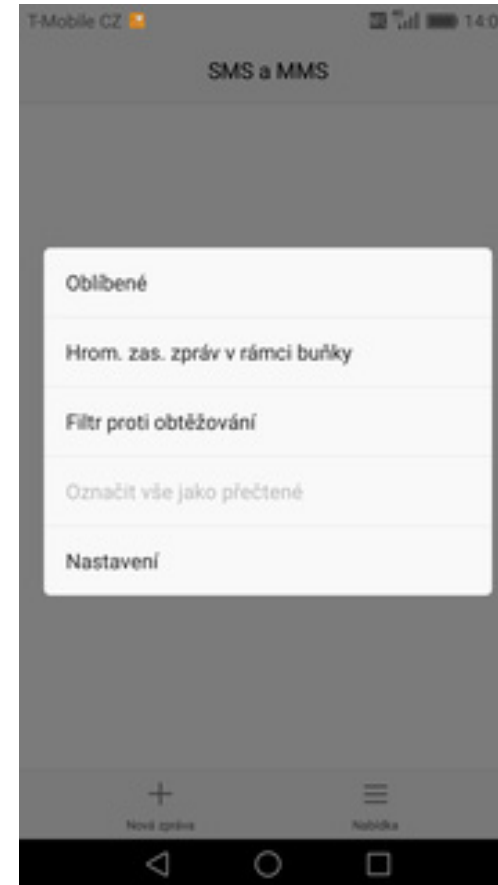 T-Mobile CZ
14:0
SMS a MMS
Oblíbené
Hrom. zas. zpráv v rámci buňky
Filtr proti obtěžování
Označit vše jako přečtené
Nastavení
Nová zpráva
Nabídka